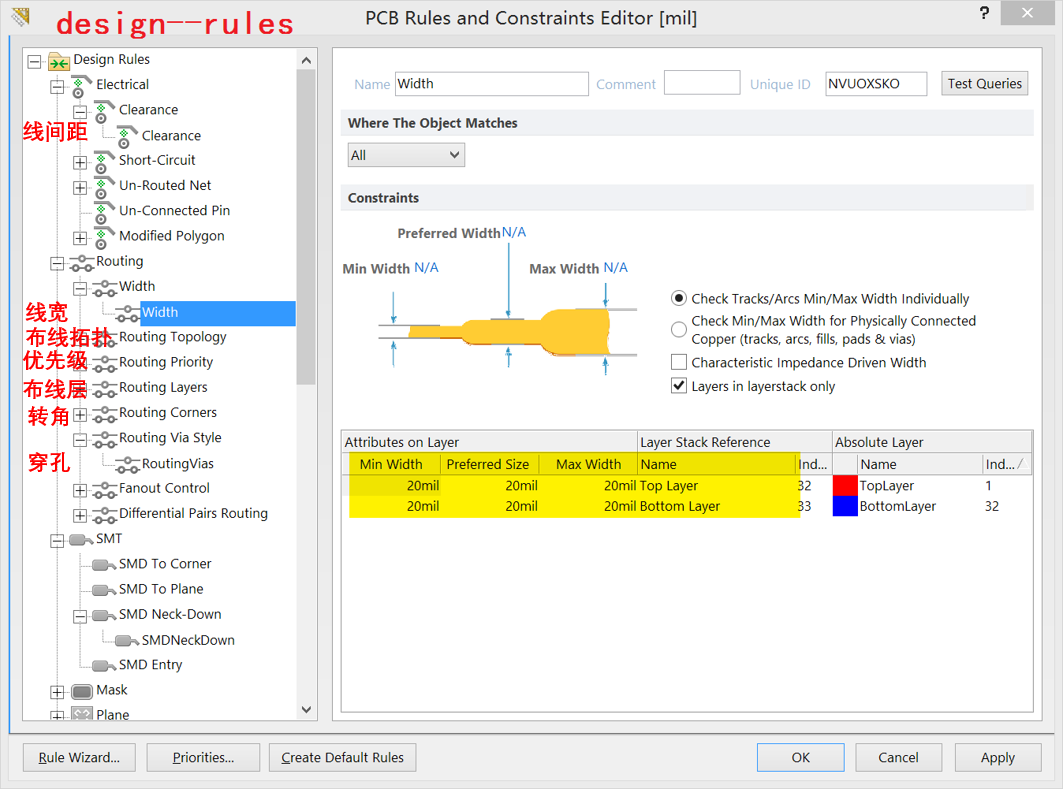 design--rules
PCB Rules and Constraints Editor [mil]
?
Design Rules
Electrical
Clearance
线间距
Clearance
Short-Circuit
Un-Routed Net
Un-Connected Pin
Modified Polygon
Routing
Width
线宽
Width
布线拓扑
Routing Topology
优先级
Routing Priority
布线层
Routing Layers
转角
Routing Corners
Routing Via Style
穿孔
RoutingVias
Fanout Control
Differential Pairs Routing
SMT
SMD To Corner
SMD To Plane
SMD Neck-Down
SMDNeckDown
SMD Entry
Mask
Plane
Name Width Comment Unique ID NVUOXSKO Test Queries
Where The Object Matches
All
Constraints
Preferred Width N/A
Min Width N/A Max Width N/A
Check Tracks/Arcs Min/Max Width Individually
Check Min/Max Width for Physically Connected
Copper (tracks, arcs, fills, pads & vias)
Characteristic Impedance Driven Width
Layers in layerstack only
Attributes on Layer Layer Stack Reference Absolute Layer
Min Width Preferred Size Max Width Name Ind... Name Ind...
20mil 20mil 20mil Top Layer 32 TopLayer 1
20mil 20mil 20mil Bottom Layer 33 BottomLayer 32
Rule Wizard... Priorities... Create Default Rules OK Cancel Apply